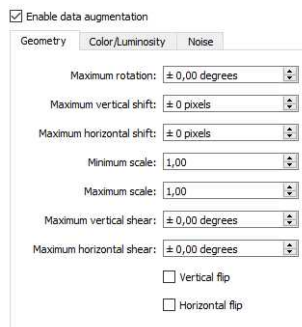 Enable data augmentation
Geometry Color/Luminosity Noise
Maximum rotation: ± 0,00 degrees
Maximum vertical shift: ± 0 pixels
Maximum horizontal shift: ± 0 pixels
Minimum scale: 1,00
Maximum scale: 1,00
Maximum vertical shear: ± 0,00 degrees
Maximum horizontal shear: ± 0,00 degrees
Vertical flip
Horizontal flip